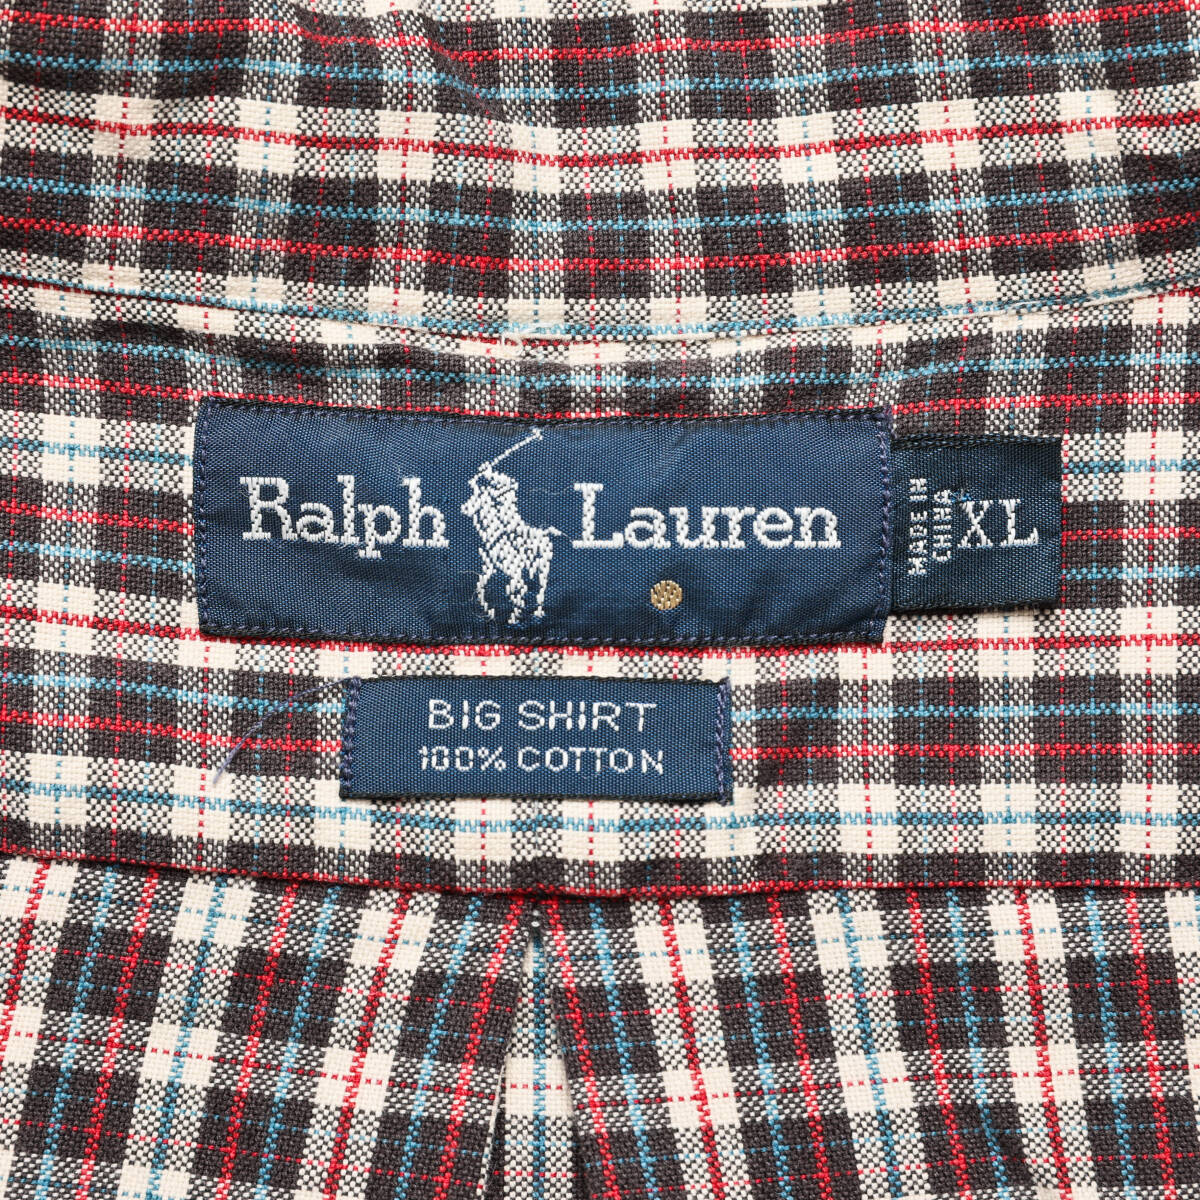 Ralph Lauren
MADE IN
CHINA
XL
BIG SHIRT
100% COTTON